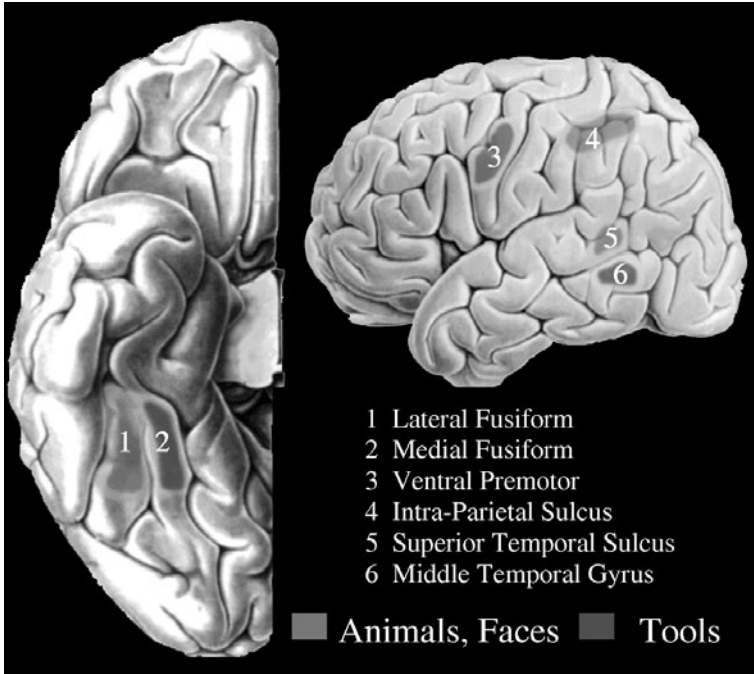 3
4
5
6
1
2
1 Lateral Fusiform
2 Medial Fusiform
3 Ventral Premotor
4 Intra-Parietal Sulcus
5 Superior Temporal Sulcus
6 Middle Temporal Gyrus
Animals, Faces Tools